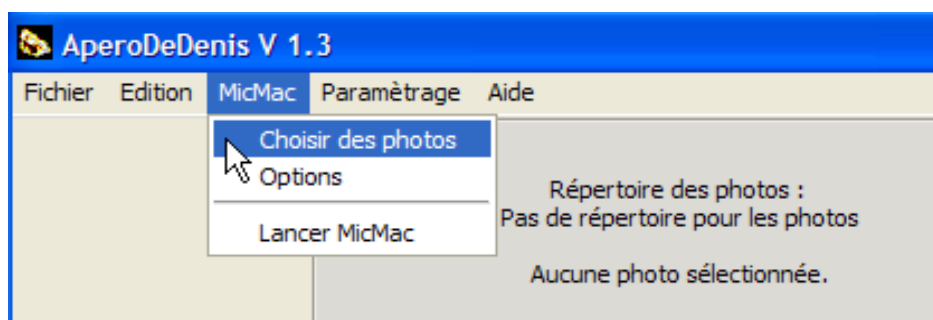 AperoDeDenis V 1.3
Fichier Edition MicMac Paramètrage Aide
Choisir des photos
Options
Lancer MicMac
Répertoire des photos :
Pas de répertoire pour les photos
Aucune photo sélectionnée.